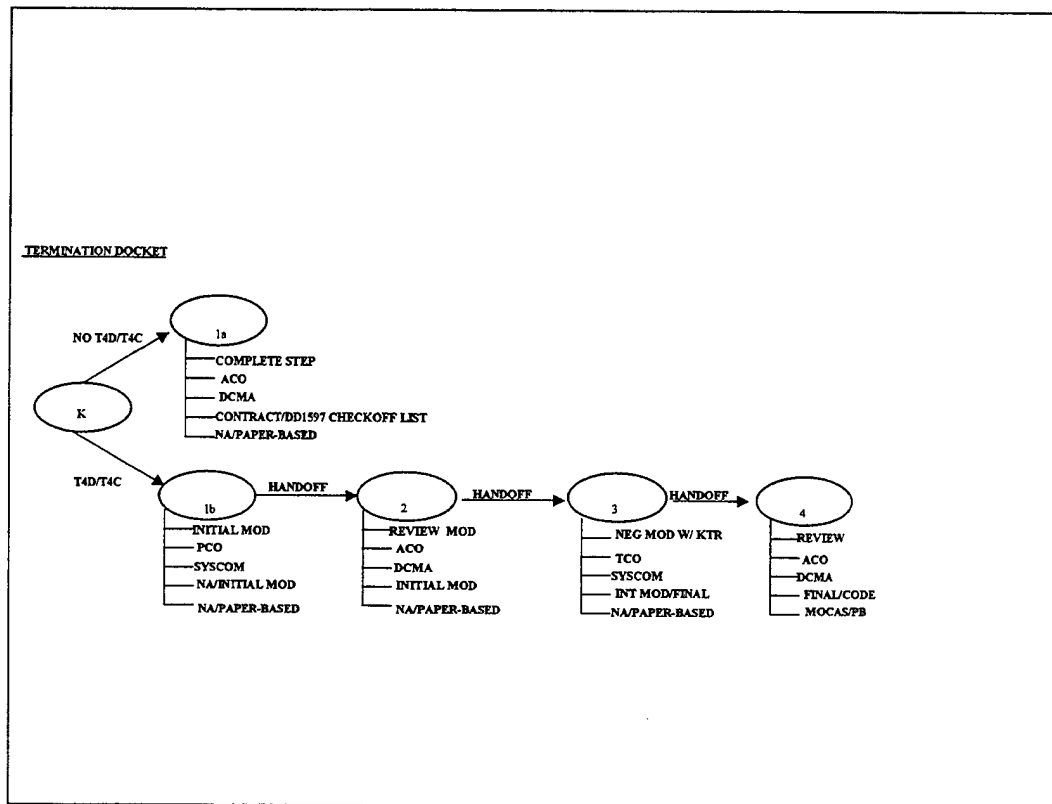 TERMINATION DOCKET
1a
NO T4D/T4C
COMPLETE STEP
ACO
DCMA
K
CONTRACT/DD1597 CHECKOFF LIST
NA/PAPER-BASED
T4D/T4C
HANDOFF
HANDOFF
HANDOFF
1b
2
3
4
INITIAL MOD
PCO
SYSCOM
NA/INITIAL MOD
NA/PAPER-BASED
REVIEW MOD
ACO
DCMA
INITIAL MOD
NA/PAPER-BASED
NEG MOD W/ KTR
TCO
SYSCOM
INT MOD/FINAL
NA/PAPER-BASED
REVIEW
ACO
DCMA
FINAL/CODE
MOCAS/PB